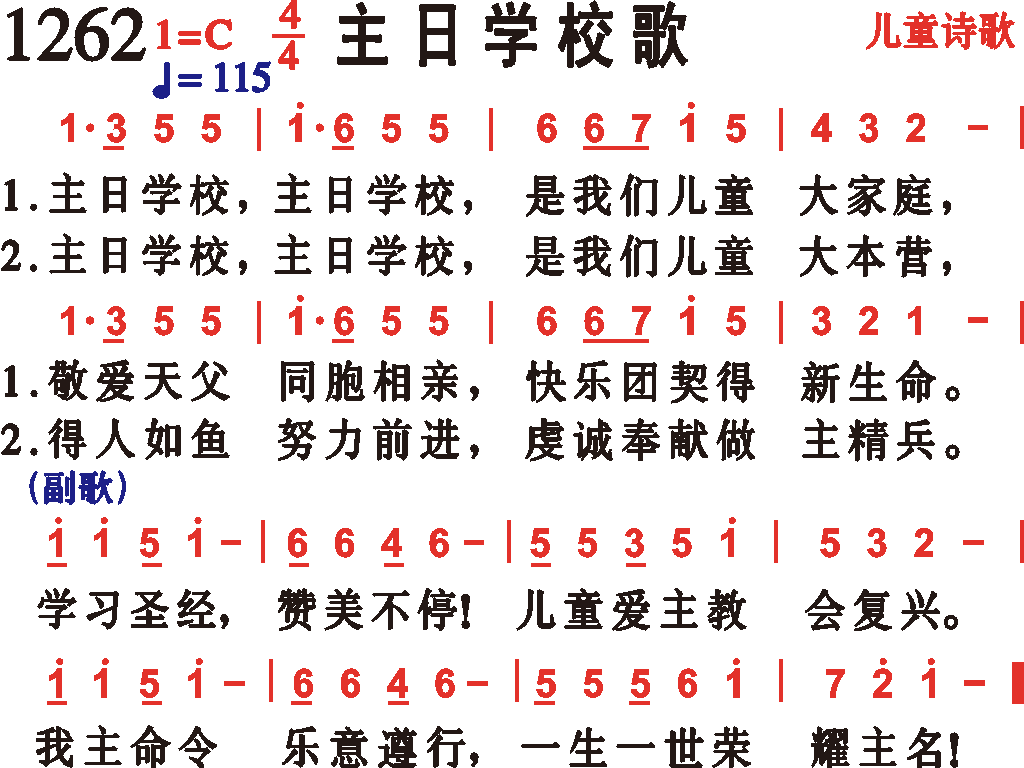 1262 1=C 4/4 主日学校歌 儿童诗歌
♩= 115
1·3 5 5 | i·6 5 5 | 6 6 7 i 5 | 4 3 2 － |
1.主日学校，主日学校，是我们儿童 大家庭，
2.主日学校，主日学校，是我们儿童 大本营，
1·3 5 5 | i·6 5 5 | 6 6 7 i 5 | 3 2 1 － |
1.敬爱天父 同胞相亲，快乐团契得 新生命。
2.得人如鱼 努力前进，虔诚奉献做 主精兵。
（副歌）
i i 5 i － | 6 6 4 6 － | 5 5 3 5 i | 5 3 2 － |
学习圣经，赞美不停！儿童爱主教 会复兴。
i i 5 i － | 6 6 4 6 － | 5 5 5 6 i | 7 2̇ i －
我主命令 乐意遵行，一生一世荣 耀主名！